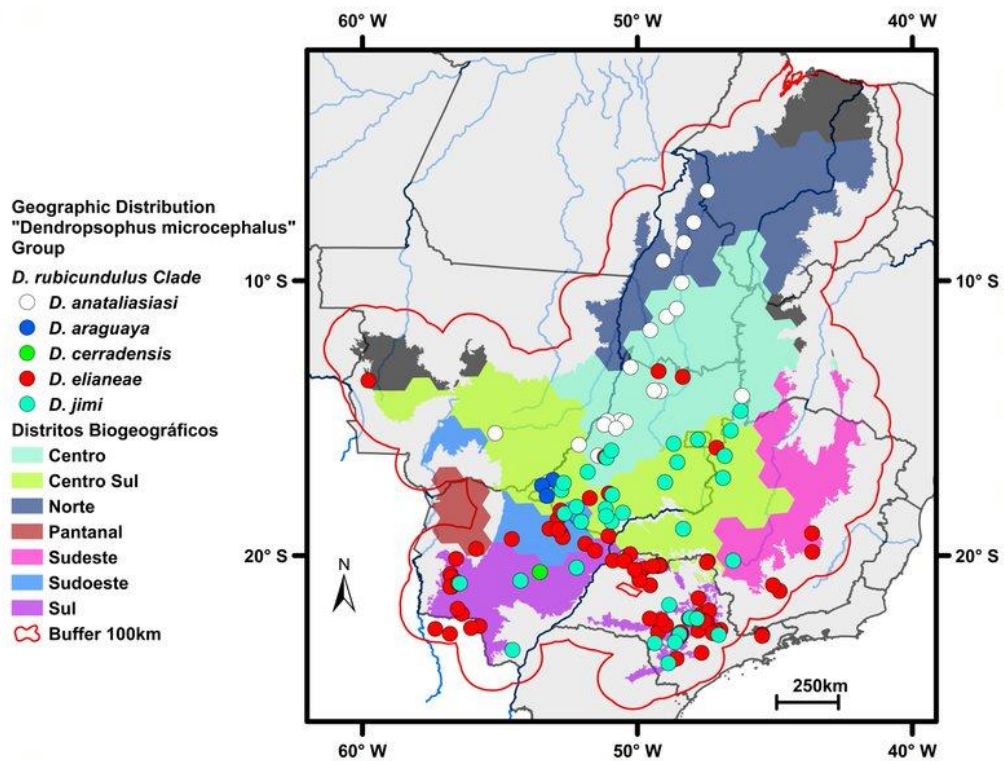 60° W 50° W 40° W
Geographic Distribution
"Dendropsophus microcephalus"
Group
D. rubicundulus Clade
D. anataliasiasi
D. araguaya
D. cerradensis
D. elianeae
D. jimi
Distritos Biogeográficos
Centro
Centro Sul
Norte
Pantanal
Sudeste
Sudoeste
Sul
Buffer 100km
10° S 10° S
20° S 20° S
N
250km
60° W 50° W 40° W